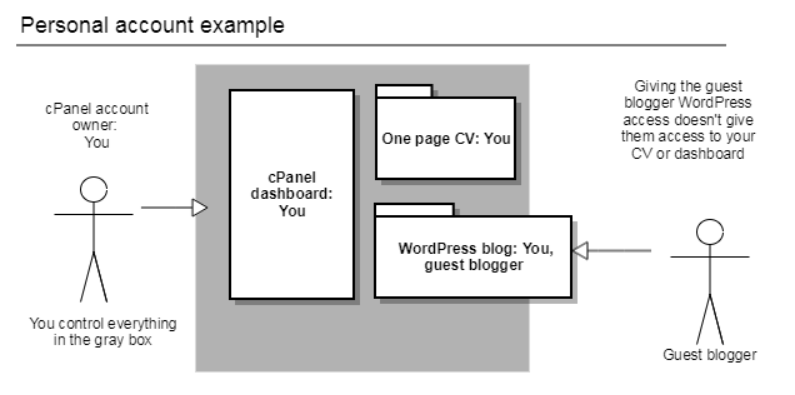 Personal account example
cPanel account
owner:
You
You control everything
in the gray box
cPanel
dashboard:
You
One page CV: You
WordPress blog: You,
guest blogger
Giving the guest
blogger WordPress
access doesn't give
them access to your
CV or dashboard
Guest blogger